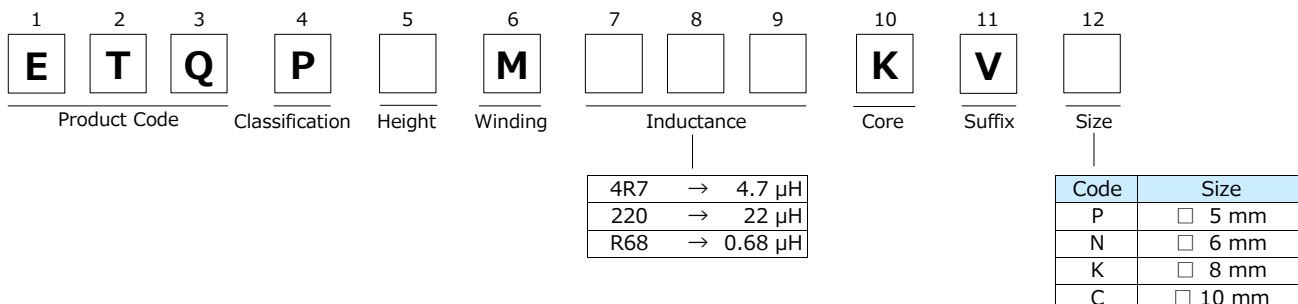 1 2 3 4 5 6 7 8 9 10 11 12
E T Q P M K V
Product Code Classification Height Winding Inductance Core Suffix Size
4R7 → 4.7 µH
220 → 22 µH
R68 → 0.68 µH
Code Size
P □ 5 mm
N □ 6 mm
K □ 8 mm
C □ 10 mm